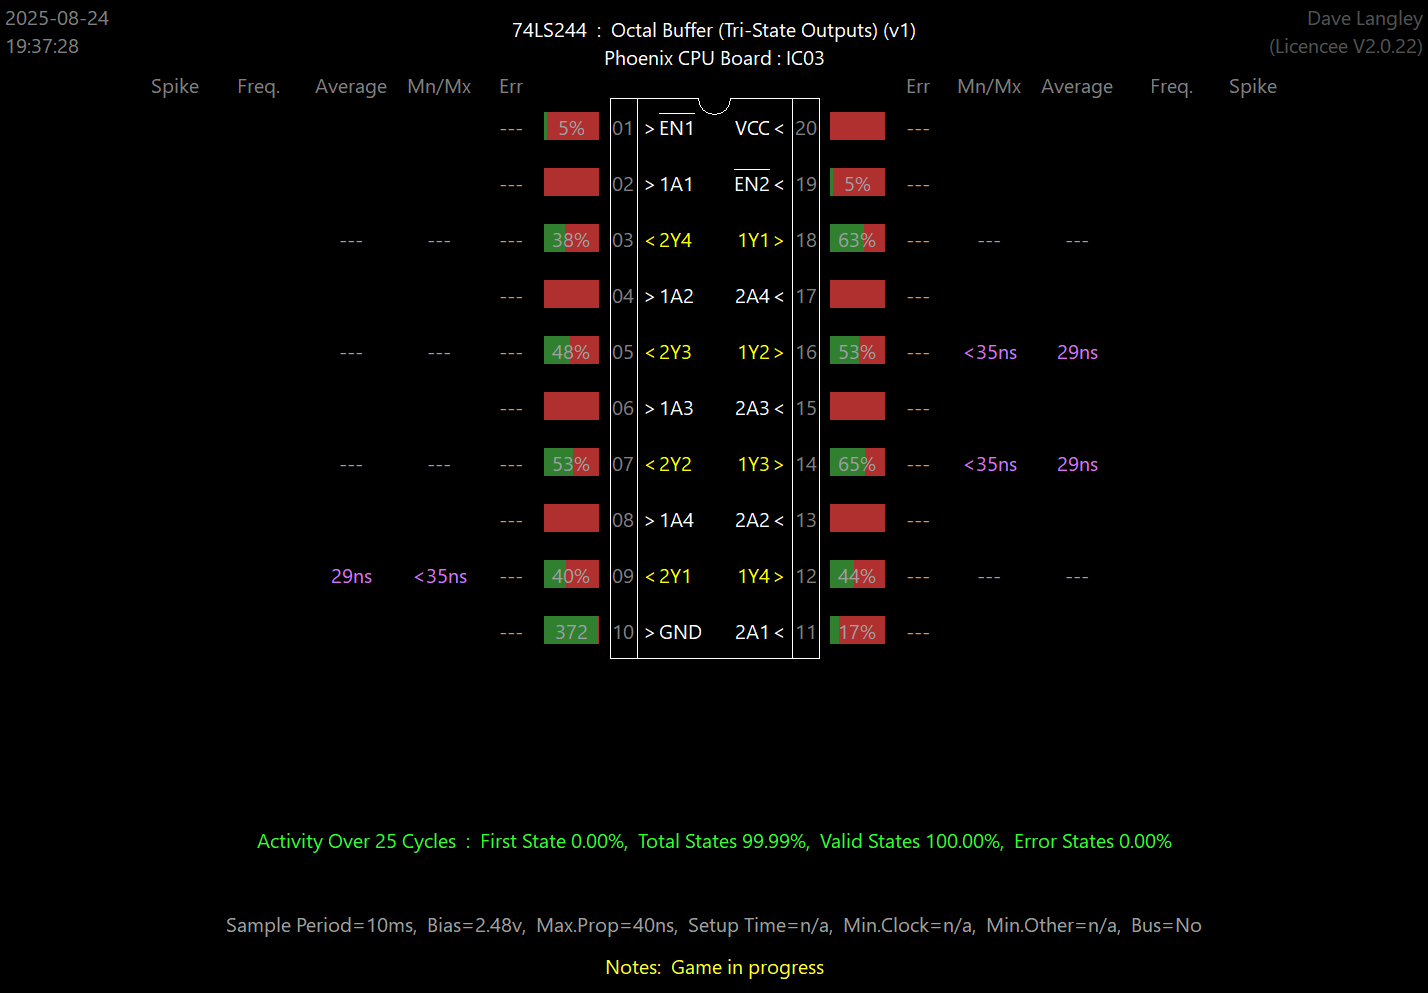 2025-08-24
19:37:28
74LS244 : Octal Buffer (Tri-State Outputs) (v1)
Phoenix CPU Board : IC03
Dave Langley
(Licencee V2.0.22)
Spike Freq. Average Mn/Mx Err Err Mn/Mx Average Freq. Spike
--- 5% 01 > EN1 VCC < 20 ---
--- 02 > 1A1 EN2 < 19 5% ---
--- --- --- 38% 03 < 2Y4 1Y1 > 18 63% --- --- ---
--- 04 > 1A2 2A4 < 17 ---
--- --- --- 48% 05 < 2Y3 1Y2 > 16 53% --- <35ns 29ns
--- 06 > 1A3 2A3 < 15 ---
--- --- --- 53% 07 < 2Y2 1Y3 > 14 65% --- <35ns 29ns
--- 08 > 1A4 2A2 < 13 ---
29ns <35ns --- 40% 09 < 2Y1 1Y4 > 12 44% --- --- ---
--- 372 10 > GND 2A1 < 11 17% ---
Activity Over 25 Cycles : First State 0.00%, Total States 99.99%, Valid States 100.00%, Error States 0.00%
Sample Period=10ms, Bias=2.48v, Max.Prop=40ns, Setup Time=n/a, Min.Clock=n/a, Min.Other=n/a, Bus=No
Notes: Game in progress